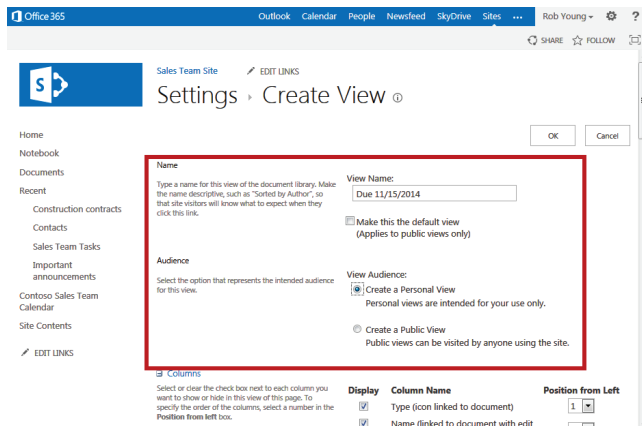 Office 365
Outlook Calendar People Newsfeed SkyDrive Sites ... Rob Young ?
SHARE FOLLOW
S
Sales Team Site EDIT LINKS
Settings Create View
OK Cancel
Home
Notebook
Documents
Recent
Construction contracts
Contacts
Sales Team Tasks
Important
announcements
Contoso Sales Team
Calendar
Site Contents
EDIT LINKS
Name
Type a name for this view of the document library. Make
the name descriptive, such as "Sorted by Author", so
that site visitors will know what to expect when they
click this link.
View Name:
Due 11/15/2014
Make this the default view
(Applies to public views only)
Audience
Select the option that represents the intended audience
for this view.
View Audience:
Create a Personal View
Personal views are intended for your use only.
Create a Public View
Public views can be visited by anyone using the site.
Columns
Select or clear the check box next to each column you
want to show or hide in this view of this page. To
specify the order of the columns, select a number in the
Position from left box.
Display Column Name Position from Left
Type (icon linked to document) 1
Name (linked to document with edit